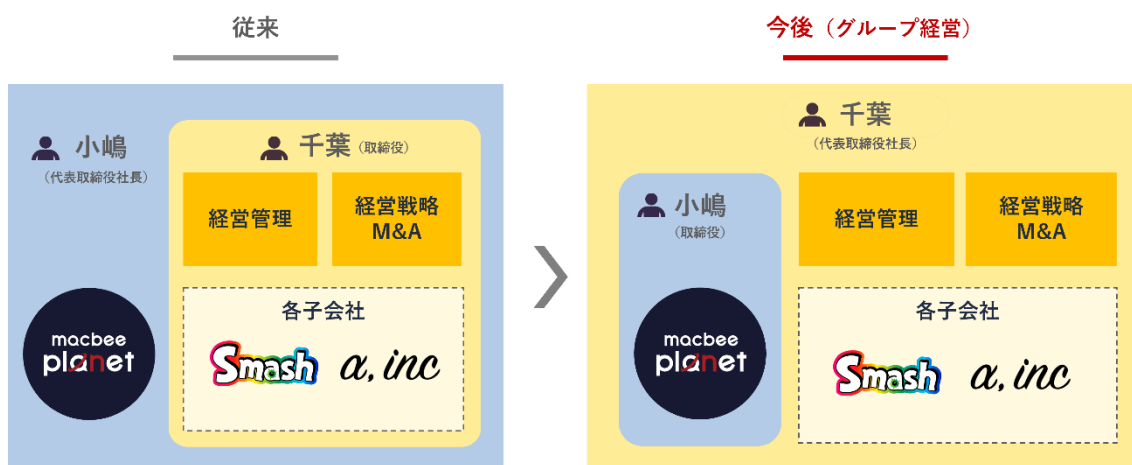 従来
小嶋
(代表取締役社長)
千葉(取締役)
経営管理
経営戦略
M&A
macbee
planet
各子会社
Smash
α,inc
今後(グループ経営)
千葉
(代表取締役社長)
小嶋
(取締役)
経営管理
経営戦略
M&A
macbee
planet
各子会社
Smash
α,inc